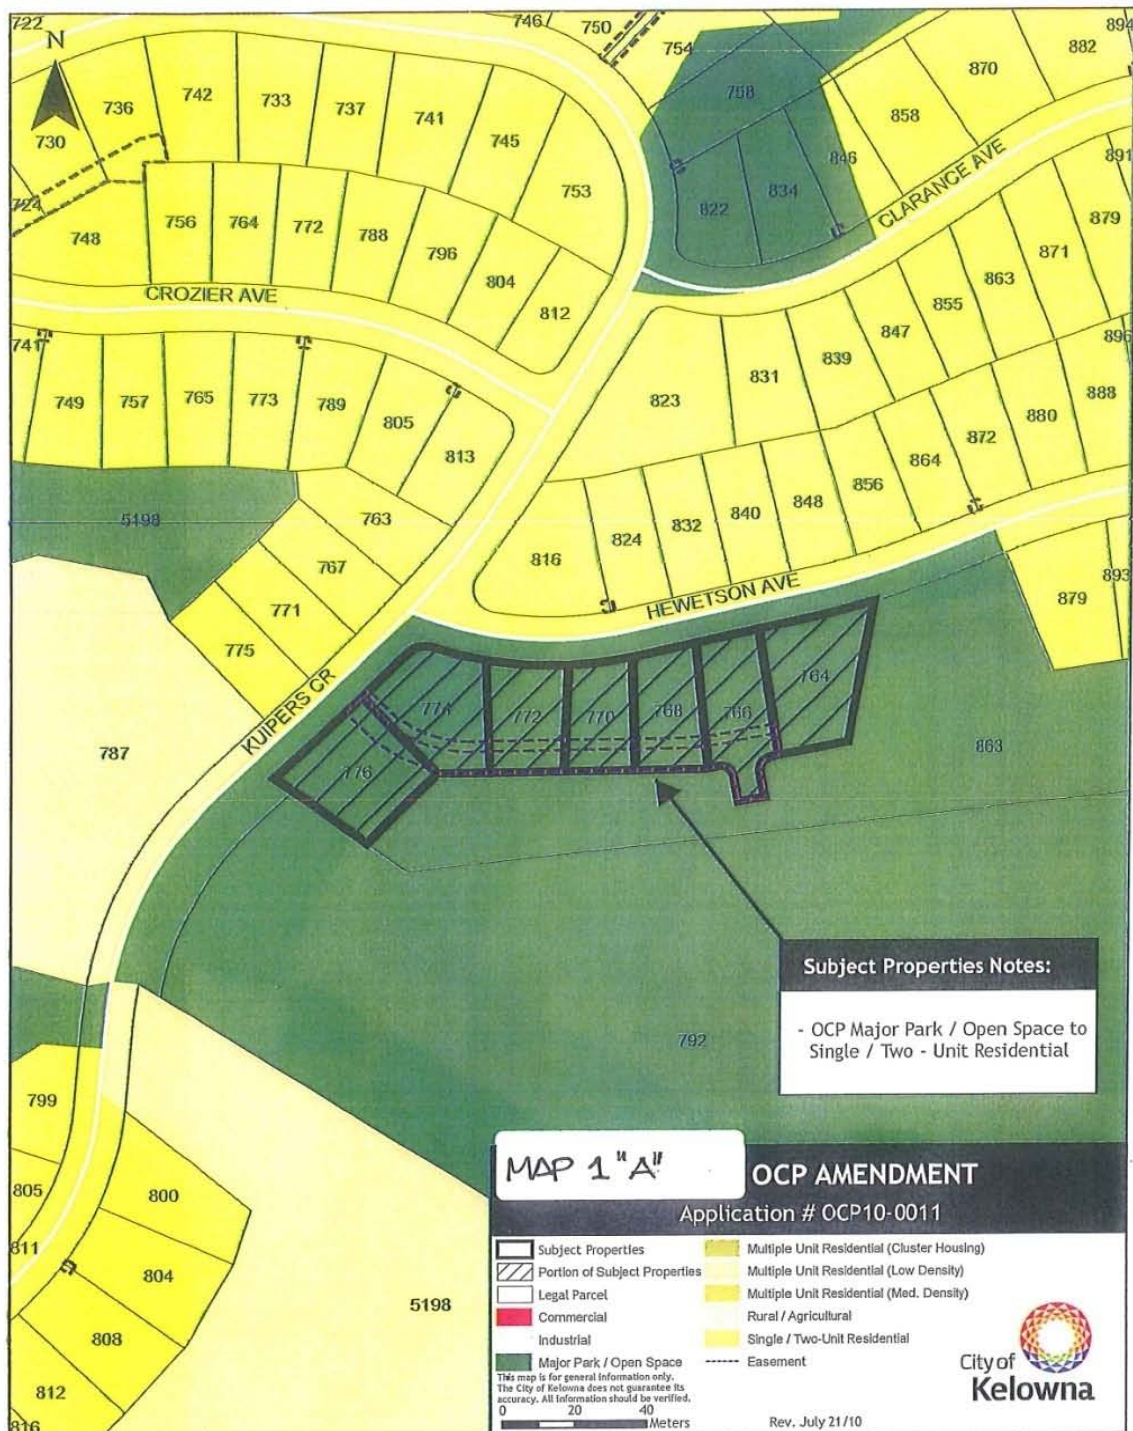 722
746
750
754
894
882
N
736
742
733
737
741
745
758
870
858
730
753
846
891
724
748
756
764
772
788
796
822
834
CLARANCE AVE
879
871
804
863
CROZIER AVE
812
855
847
741
839
896
749
757
765
773
789
805
823
831
888
813
880
872
5198
763
864
856
848
840
832
824
816
767
771
HEWETSON AVE
879
893
775
KUIPERS CR
787
774
772
770
768
766
764
776
863
Subject Properties Notes:
- OCP Major Park / Open Space to
Single / Two - Unit Residential
792
799
805
800
811
804
808
812
816
5198
MAP 1 "A"
OCP AMENDMENT
Application # OCP10-0011
Subject Properties
Portion of Subject Properties
Legal Parcel
Commercial
Industrial
Major Park / Open Space
Multiple Unit Residential (Cluster Housing)
Multiple Unit Residential (Low Density)
Multiple Unit Residential (Med. Density)
Rural / Agricultural
Single / Two-Unit Residential
Easement
This map is for general information only.
The City of Kelowna does not guarantee its
accuracy. All information should be verified.
0 20 40
Meters
Rev. July 21/10
City of
Kelowna